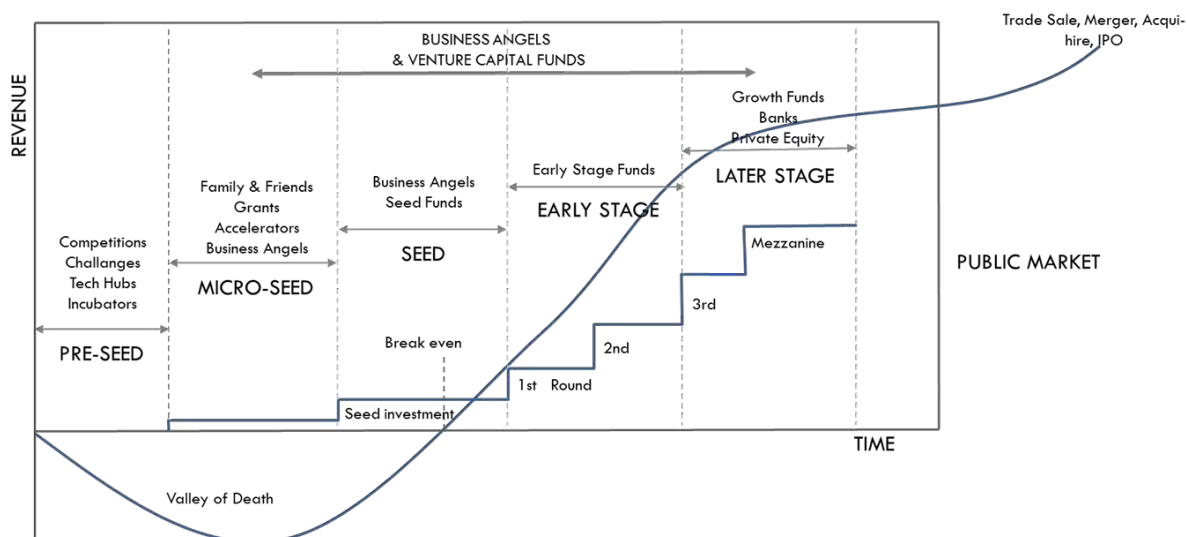 Trade Sale, Merger, Acqui-
hire, IPO
BUSINESS ANGELS
& VENTURE CAPITAL FUNDS
REVENUE
Growth Funds
Banks
Private Equity
LATER STAGE
Early Stage Funds
EARLY STAGE
Business Angels
Seed Funds
SEED
Family & Friends
Grants
Accelerators
Business Angels
MICRO-SEED
Competitions
Challanges
Tech Hubs
Incubators
PRE-SEED
Mezzanine
PUBLIC MARKET
3rd
2nd
Break even
1st Round
Seed investment
TIME
Valley of Death